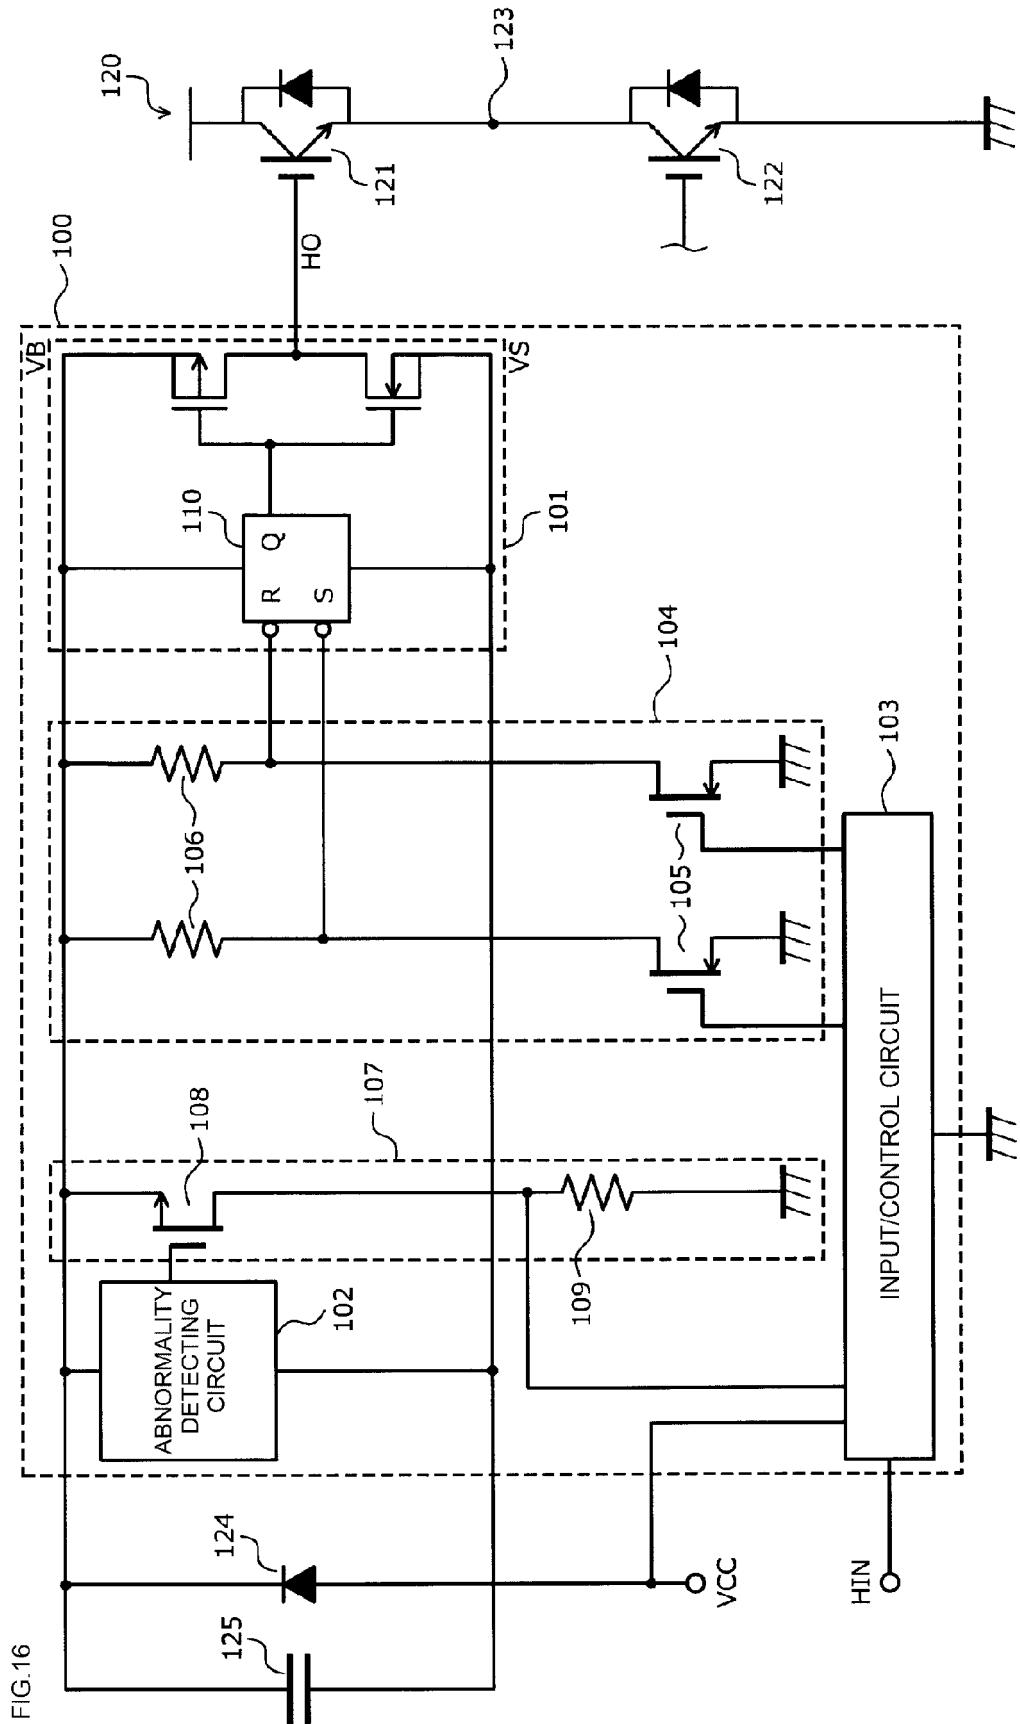 FIG.16
125
124
VCC
HIN
ABNORMALITY
DETECTING
CIRCUIT
102
108
107
109
106
105
104
INPUT/CONTROL CIRCUIT
103
110
R
S
Q
101
VB
VS
100
HO
120
121
123
122